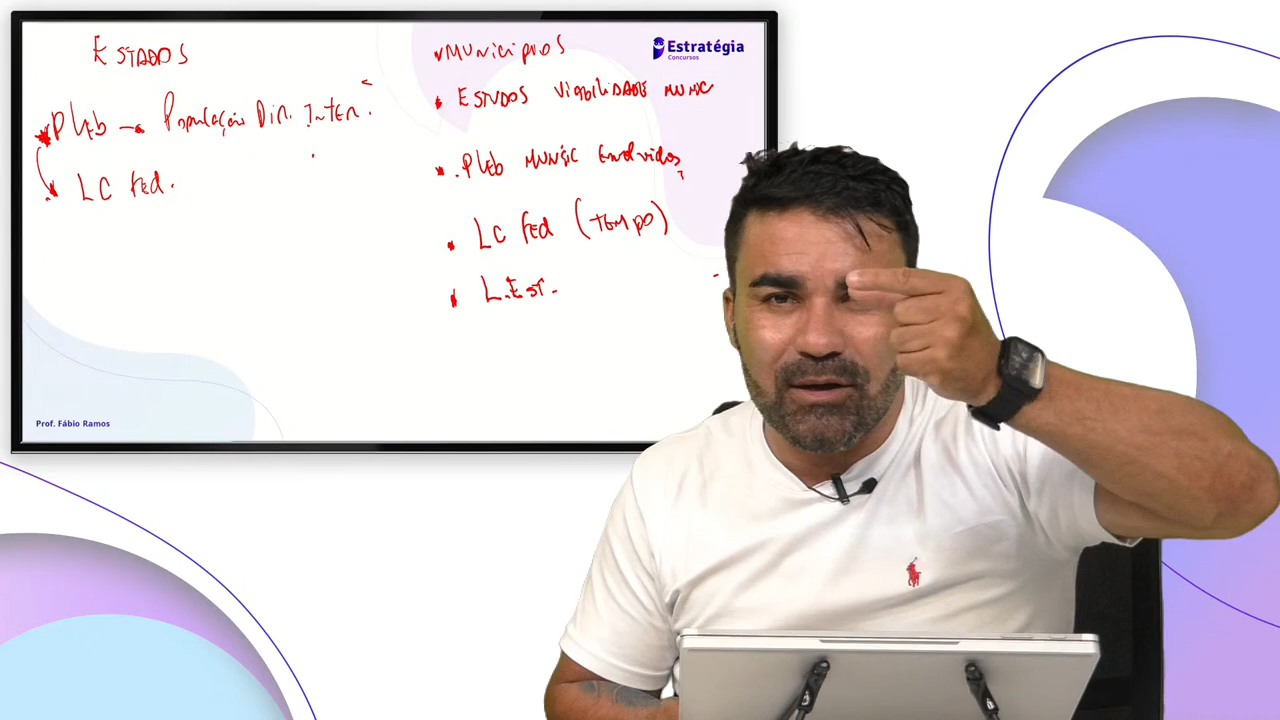 ESTADOS
Pleb → População Dir. Inter.
LC Fed.
Municípios
Estudos Viabilidade Munic
Pleb Munic Envolvidos
LC Fed (Tempo)
L.Est.
Estratégia
Concursos
Prof. Fábio Ramos